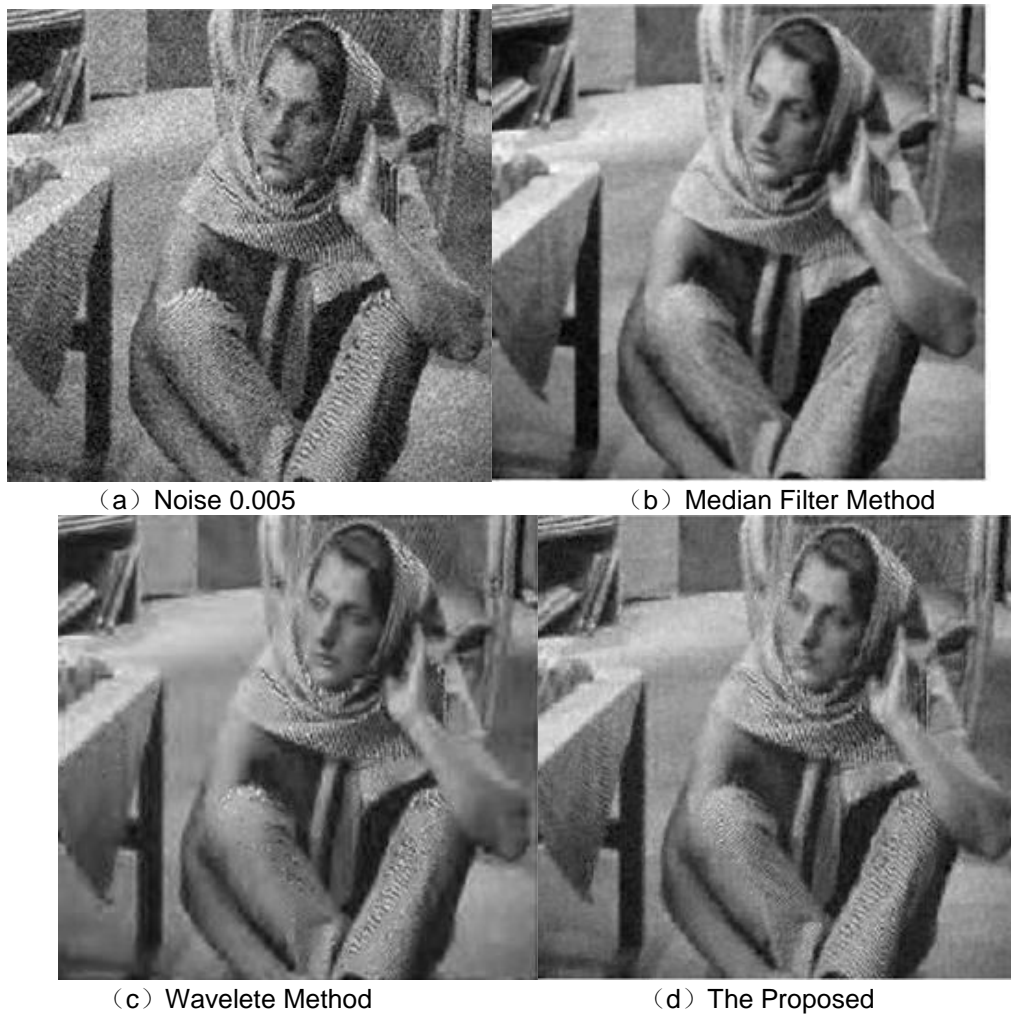 （a）Noise 0.005
（b）Median Filter Method
（c）Wavelete Method
（d）The Proposed